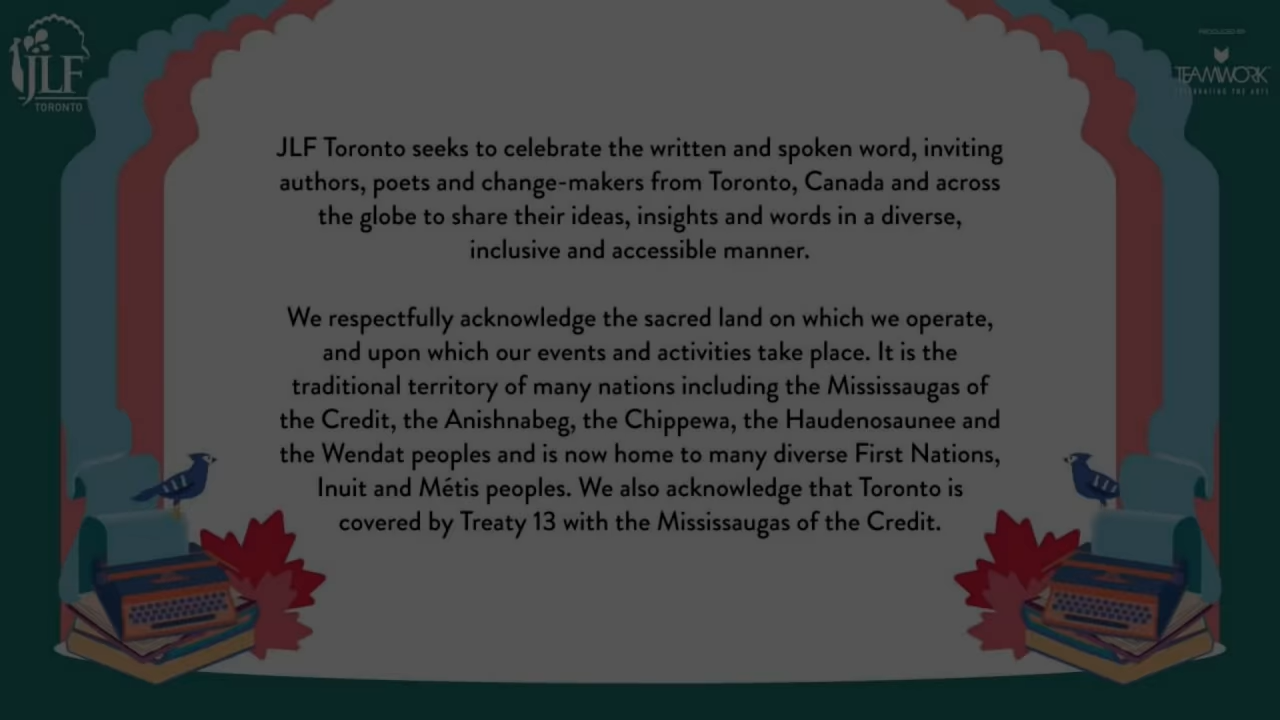 JLF
TORONTO
PRODUCED BY
TEAMWORK
CELEBRATING THE ARTS
JLF Toronto seeks to celebrate the written and spoken word, inviting
authors, poets and change-makers from Toronto, Canada and across
the globe to share their ideas, insights and words in a diverse,
inclusive and accessible manner.
We respectfully acknowledge the sacred land on which we operate,
and upon which our events and activities take place. It is the
traditional territory of many nations including the Mississaugas of
the Credit, the Anishnabeg, the Chippewa, the Haudenosaunee and
the Wendat peoples and is now home to many diverse First Nations,
Inuit and Métis peoples. We also acknowledge that Toronto is
covered by Treaty 13 with the Mississaugas of the Credit.